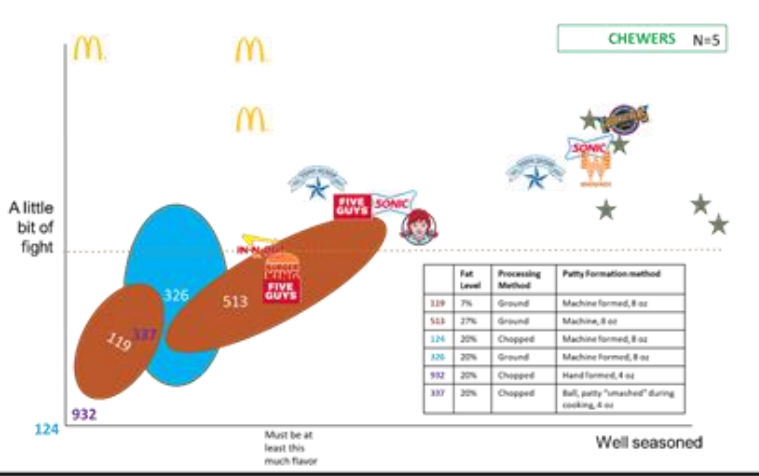 CHEWERS N=5
SONIC
FIVE
GUYS
SONIC
A little
bit of
fight
IN-N-OUT
BURGER
KING
FIVE
GUYS
326
513
119
337
Fat Level Processing Method Patty Formation method
119 7% Ground Machine formed, 8 oz
513 27% Ground Machine, 8 oz
124 20% Chopped Machine formed, 8 oz
326 20% Ground Machine Formed, 8 oz
932 20% Chopped Hand formed, 4 oz
337 20% Chopped Ball, patty "smashed" during
cooking, 4 oz
932
124
Must be at
least this
much flavor
Well seasoned